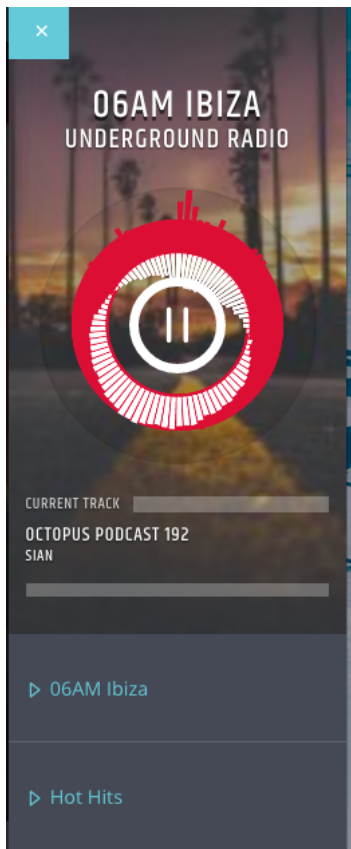 06AM IBIZA
UNDERGROUND RADIO
CURRENT TRACK
OCTOPUS PODCAST 192
SIAN
06AM Ibiza
Hot Hits